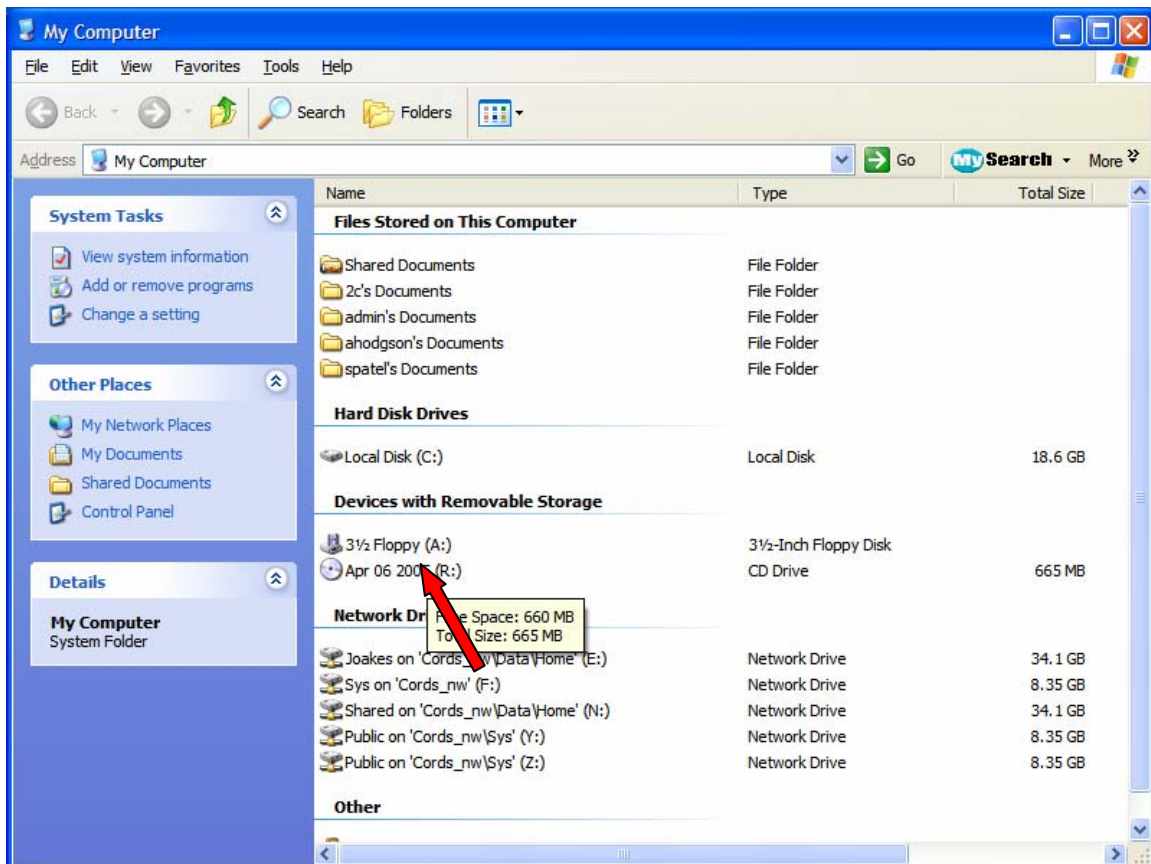 My Computer
File Edit View Favorites Tools Help
Back Search Folders
Address My Computer Go My Search More
Name Type Total Size
System Tasks
View system information
Add or remove programs
Change a setting
Other Places
My Network Places
My Documents
Shared Documents
Control Panel
Details
My Computer
System Folder
Files Stored on This Computer
Shared Documents File Folder
2c's Documents File Folder
admin's Documents File Folder
ahodgson's Documents File Folder
spatel's Documents File Folder
Hard Disk Drives
Local Disk (C:) Local Disk 18.6 GB
Devices with Removable Storage
3½ Floppy (A:) 3½-Inch Floppy Disk
Apr 06 (R:) CD Drive 665 MB
Network
Space: 660 MB
Size: 665 MB
Joakes on 'Cords_nw\Data\Home' (E:) Network Drive 34.1 GB
Sys on 'Cords_nw' (F:) Network Drive 8.35 GB
Shared on 'Cords_nw\Data\Home' (N:) Network Drive 34.1 GB
Public on 'Cords_nw\Sys' (Y:) Network Drive 8.35 GB
Public on 'Cords_nw\Sys' (Z:) Network Drive 8.35 GB
Other